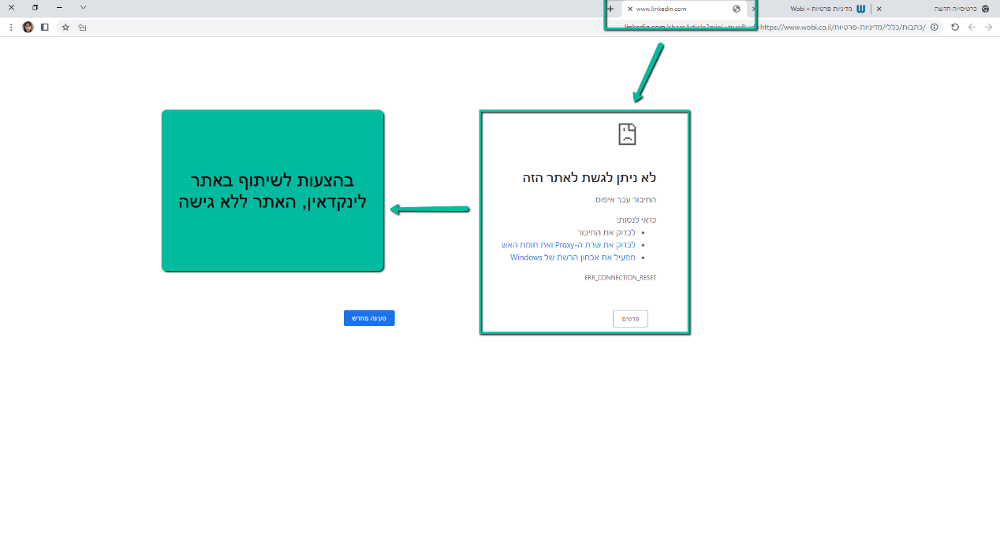 כרטיסייה חדשה
מדיניות פרטיות – Wobi
www.linkedin.com
linkedin.com/shareArticle?mini=true&url=https://www.wobi.co.il/כתבות/כללי/מדיניות-פרטיות/
לא ניתן לגשת לאתר הזה
החיבור עבר איפוס.
כדאי לנסות:
לבדוק את החיבור
לבדוק את שרת ה-Proxy ואת חומת האש
מפעיל את אבחון הרשת של Windows
ERR_CONNECTION_RESET
פרטים
טעינה מחדש
בהצעות לשיתוף באתר
לינקדאין, האתר ללא גישה